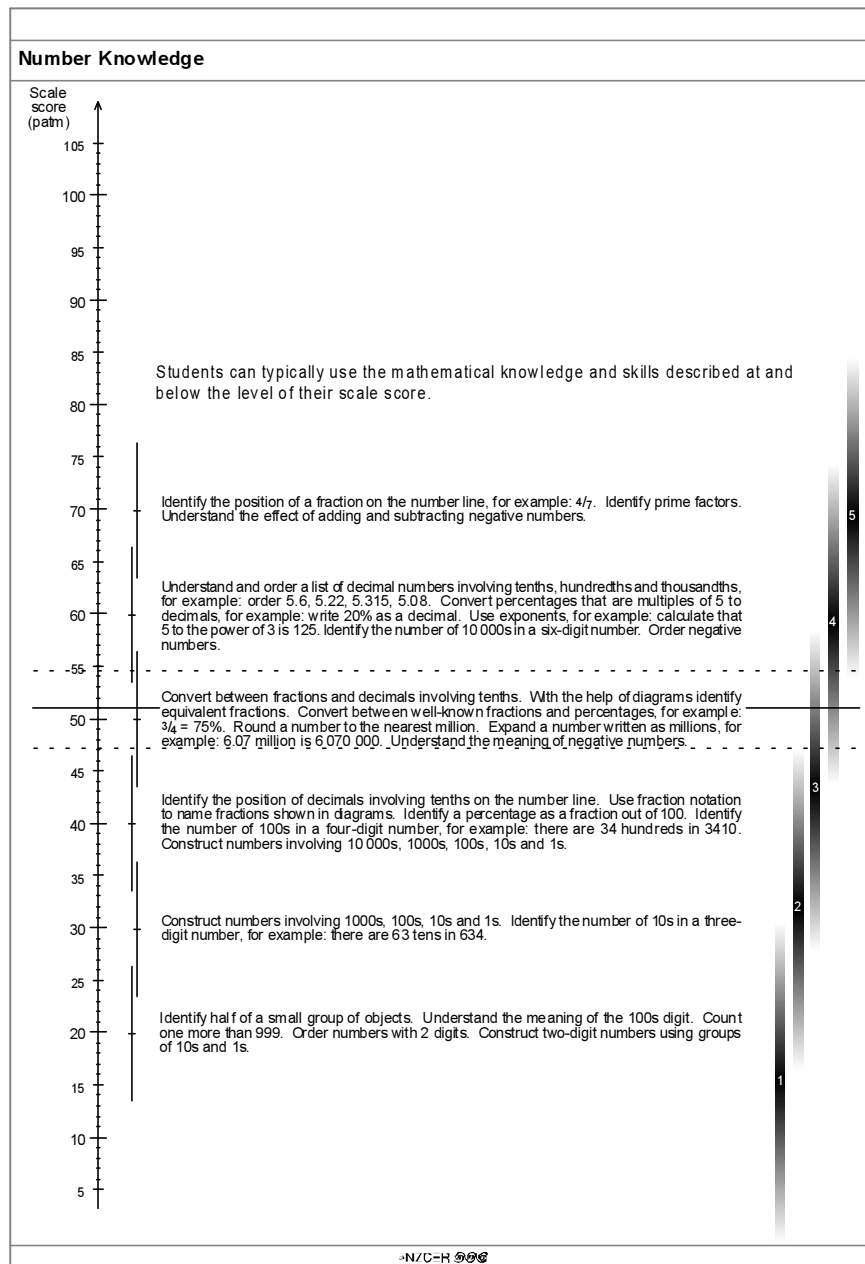 Number Knowledge
Scale
score
(patm)
105
100
95
90
85
Students can typically use the mathematical knowledge and skills described at and
below the level of their scale score.
80
75
Identify the position of a fraction on the number line, for example: 4/7. Identify prime factors.
70
Understand the effect of adding and subtracting negative numbers.
5
65
Understand and order a list of decimal numbers involving tenths, hundredths and thousandths,
for example: order 5.6, 5.22, 5.315, 5.08. Convert percentages that are multiples of 5 to
60
decimals, for example: write 20% as a decimal. Use exponents, for example: calculate that
4
5 to the power of 3 is 125. Identify the number of 10 000s in a six-digit number. Order negative
numbers.
55
Convert between fractions and decimals involving tenths. With the help of diagrams identify
equivalent fractions. Convert between well-known fractions and percentages, for example:
50
3/4 = 75%. Round a number to the nearest million. Expand a number written as millions, for
example: 6.07 million is 6 070 000. Understand the meaning of negative numbers.
45
3
Identify the position of decimals involving tenths on the number line. Use fraction notation
to name fractions shown in diagrams. Identify a percentage as a fraction out of 100. Identify
40
the number of 100s in a four-digit number, for example: there are 34 hundreds in 3410.
Construct numbers involving 10 000s, 1000s, 100s, 10s and 1s.
35
2
Construct numbers involving 1000s, 100s, 10s and 1s. Identify the number of 10s in a three-
30
digit number, for example: there are 63 tens in 634.
25
Identify half of a small group of objects. Understand the meaning of the 100s digit. Count
20
one more than 999. Order numbers with 2 digits. Construct two-digit numbers using groups
of 10s and 1s.
1
15
10
5